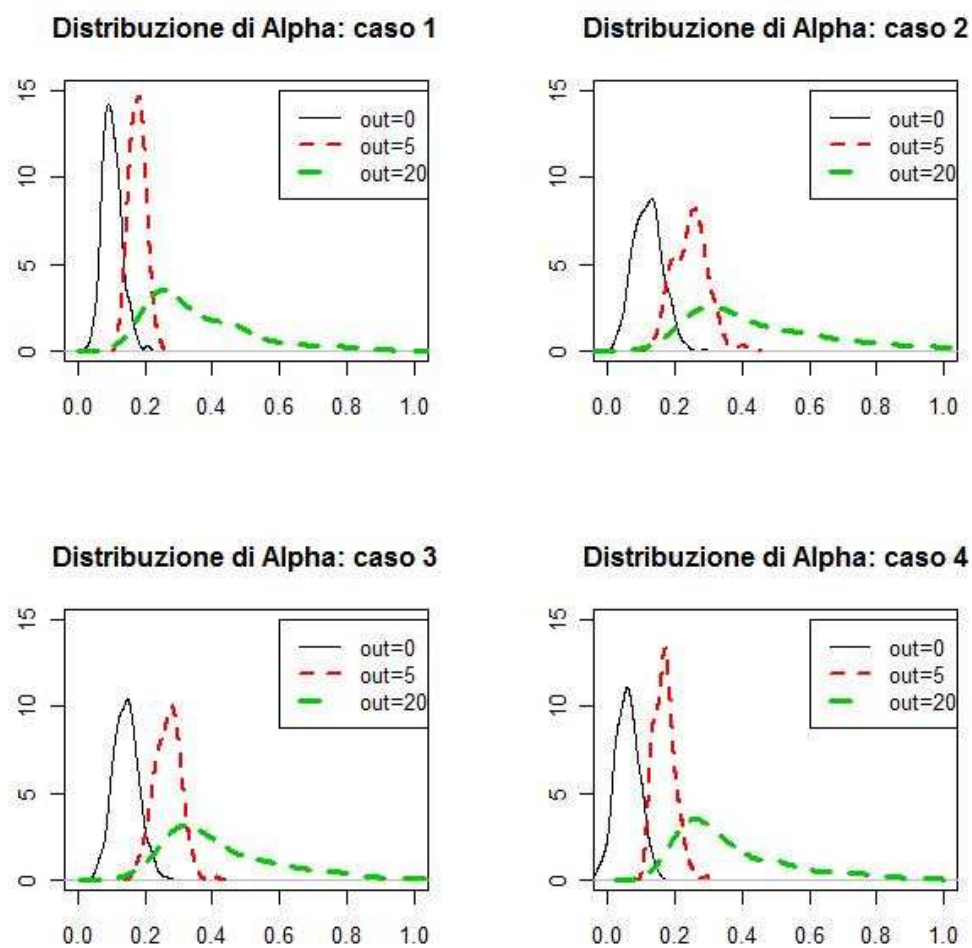 Distribuzione di Alpha: caso 1
15
10
5
0
out=0
out=5
out=20
0.0 0.2 0.4 0.6 0.8 1.0
Distribuzione di Alpha: caso 2
15
10
5
0
out=0
out=5
out=20
0.0 0.2 0.4 0.6 0.8 1.0
Distribuzione di Alpha: caso 3
15
10
5
0
out=0
out=5
out=20
0.0 0.2 0.4 0.6 0.8 1.0
Distribuzione di Alpha: caso 4
15
10
5
0
out=0
out=5
out=20
0.0 0.2 0.4 0.6 0.8 1.0